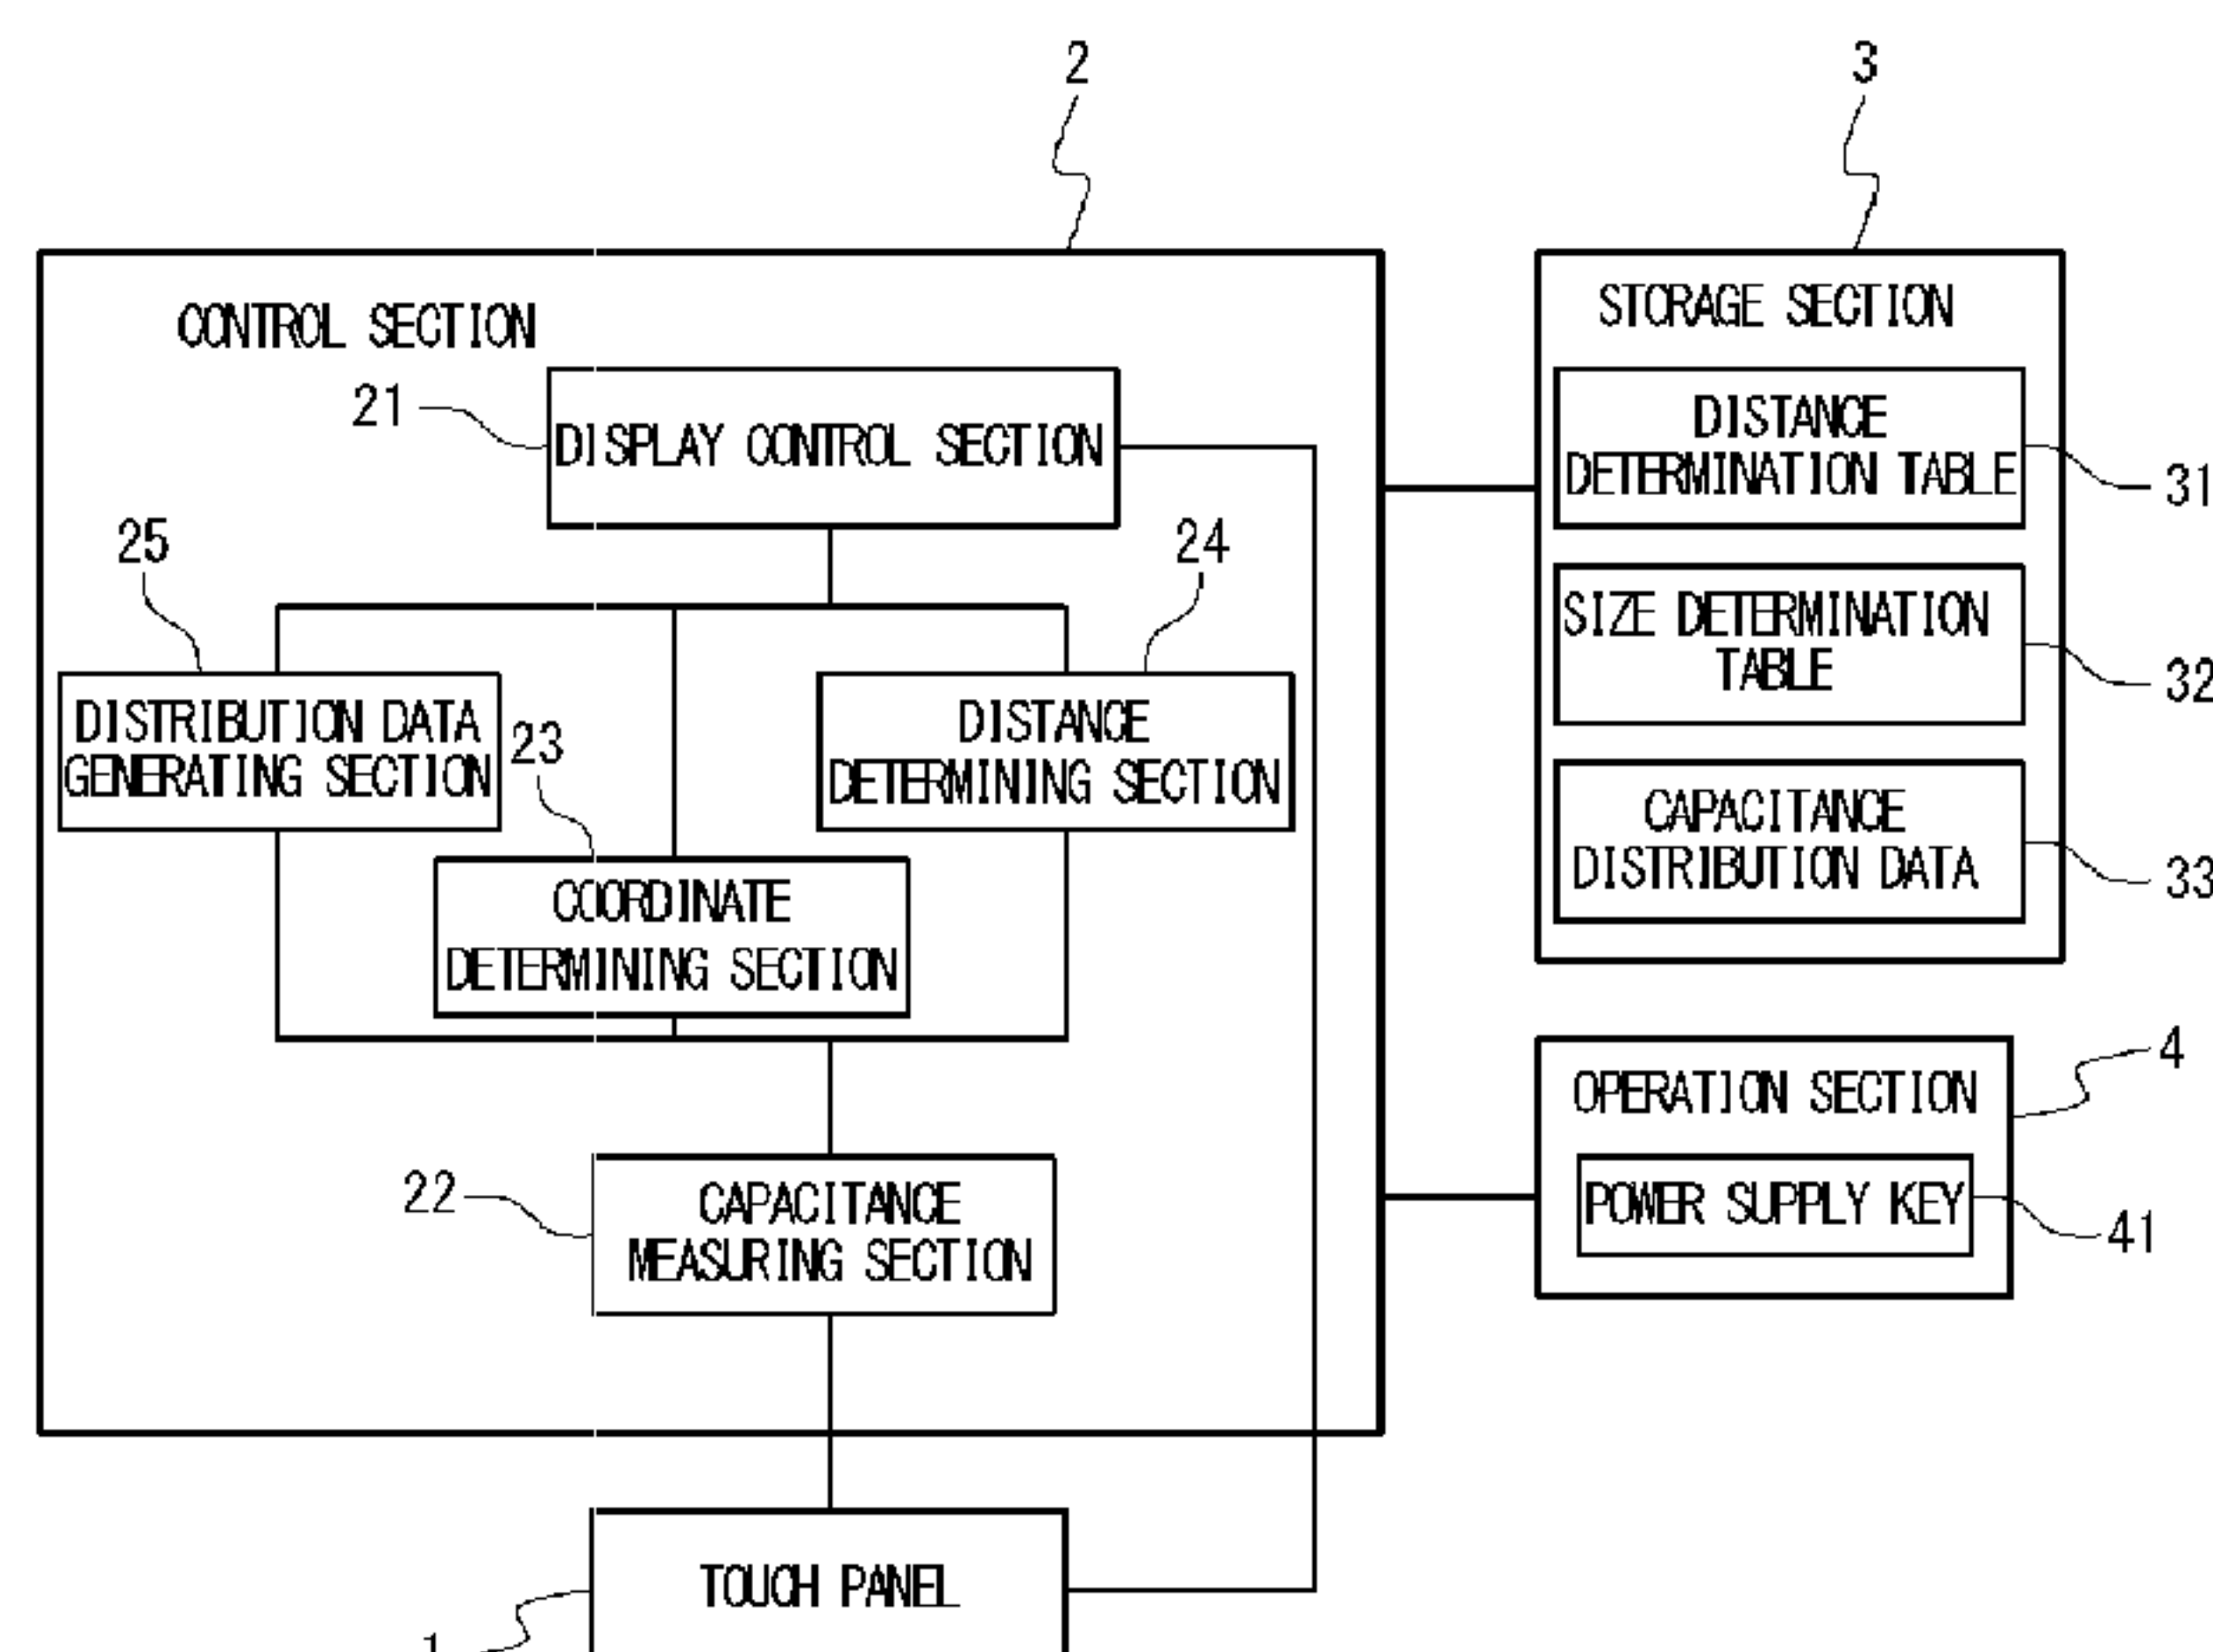 2
3
CONTROL SECTION
21
DISPLAY CONTROL SECTION
25
24
DISTRIBUTION DATA
GENERATING SECTION
23
DISTANCE
DETERMINING SECTION
COORDINATE
DETERMINING SECTION
22
CAPACITANCE
MEASURING SECTION
TOUCH PANEL
1
STORAGE SECTION
DISTANCE
DETERMINATION TABLE
31
SIZE DETERMINATION
TABLE
32
CAPACITANCE
DISTRIBUTION DATA
33
4
OPERATION SECTION
POWER SUPPLY KEY
41